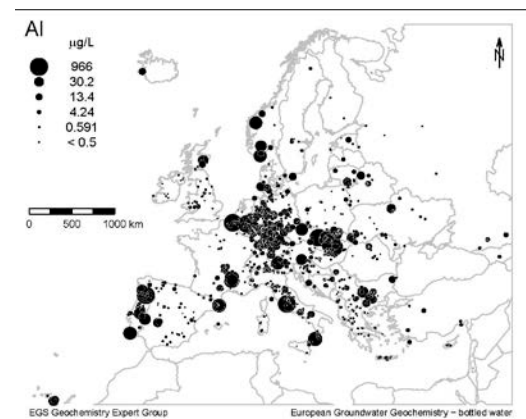 Al
µg/L
966
30.2
13.4
4.24
0.591
< 0.5
N
0 500 1000 km
EGS Geochemistry Expert Group
European Groundwater Geochemistry – bottled water